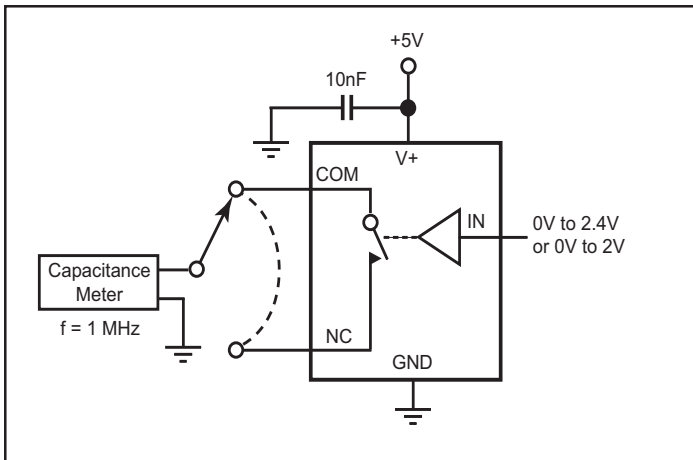 +5V
10nF
V+
COM
IN
0V to 2.4V
or 0V to 2V
Capacitance
Meter
f = 1 MHz
NC
GND